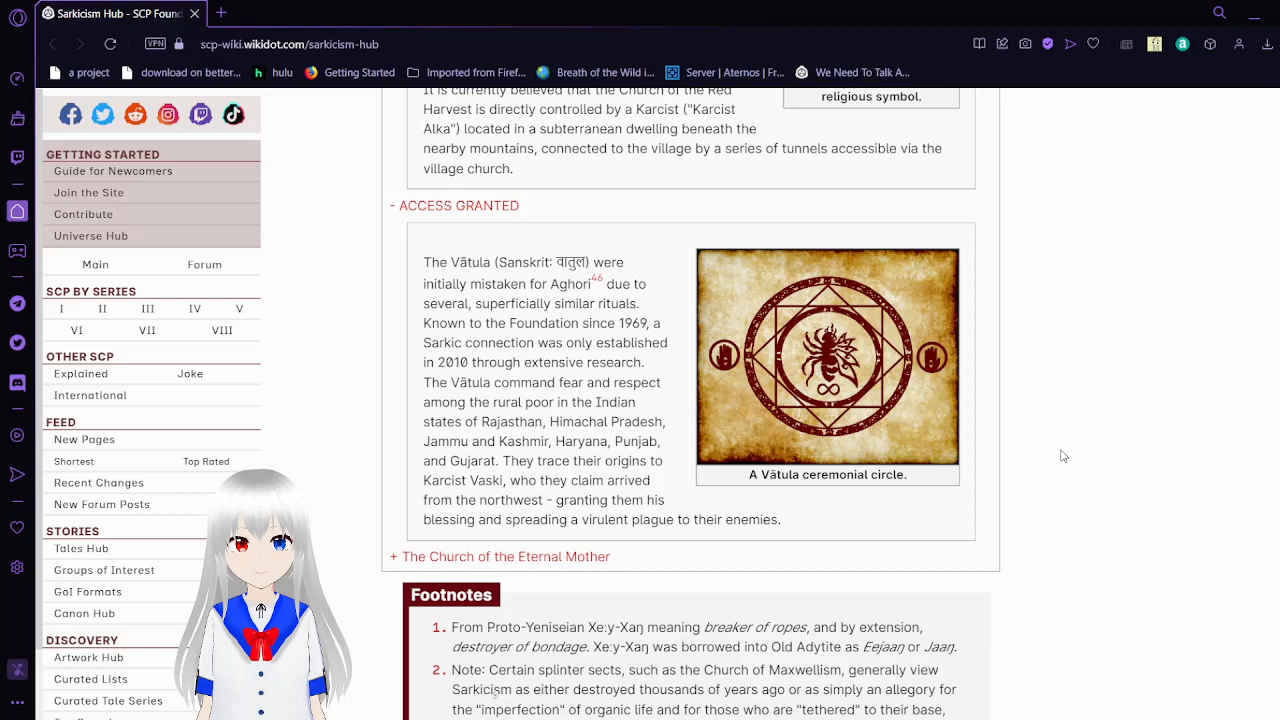 Sarkicism Hub - SCP Found
VPN
scp-wiki.wikidot.com/sarkicism-hub
a project
download on better...
hulu
Getting Started
Imported from Firef...
Breath of the Wild i...
Server | Aternos | Fr...
We Need To Talk A...
GETTING STARTED
Guide for Newcomers
Join the Site
Contribute
Universe Hub
Main Forum
SCP BY SERIES
I II III IV V
VI VII VIII
OTHER SCP
Explained Joke
International
FEED
New Pages
Shortest Top Rated
Recent Changes
New Forum Posts
STORIES
Tales Hub
Groups of Interest
GoI Formats
Canon Hub
DISCOVERY
Artwork Hub
Curated Lists
Curated Tale Series
It is currently believed that the Church of the Red
Harvest is directly controlled by a Karcist ("Karcist
Alka") located in a subterranean dwelling beneath the
nearby mountains, connected to the village by a series of tunnels accessible via the
village church.
religious symbol.
- ACCESS GRANTED
The Vātula (Sanskrit: वातुल) were
initially mistaken for Aghori46 due to
several, superficially similar rituals.
Known to the Foundation since 1969, a
Sarkic connection was only established
in 2010 through extensive research.
The Vātula command fear and respect
among the rural poor in the Indian
states of Rajasthan, Himachal Pradesh,
Jammu and Kashmir, Haryana, Punjab,
and Gujarat. They trace their origins to
Karcist Vaski, who they claim arrived
from the northwest - granting them his
blessing and spreading a virulent plague to their enemies.
A Vātula ceremonial circle.
+ The Church of the Eternal Mother
Footnotes
1. From Proto-Yeniseian Xe:y-Xaŋ meaning breaker of ropes, and by extension,
destroyer of bondage. Xe:y-Xaŋ was borrowed into Old Adytite as Eejaaŋ or Jaaŋ.
2. Note: Certain splinter sects, such as the Church of Maxwellism, generally view
Sarkicism as either destroyed thousands of years ago or as simply an allegory for
the "imperfection" of organic life and for those who are "tethered" to their base,